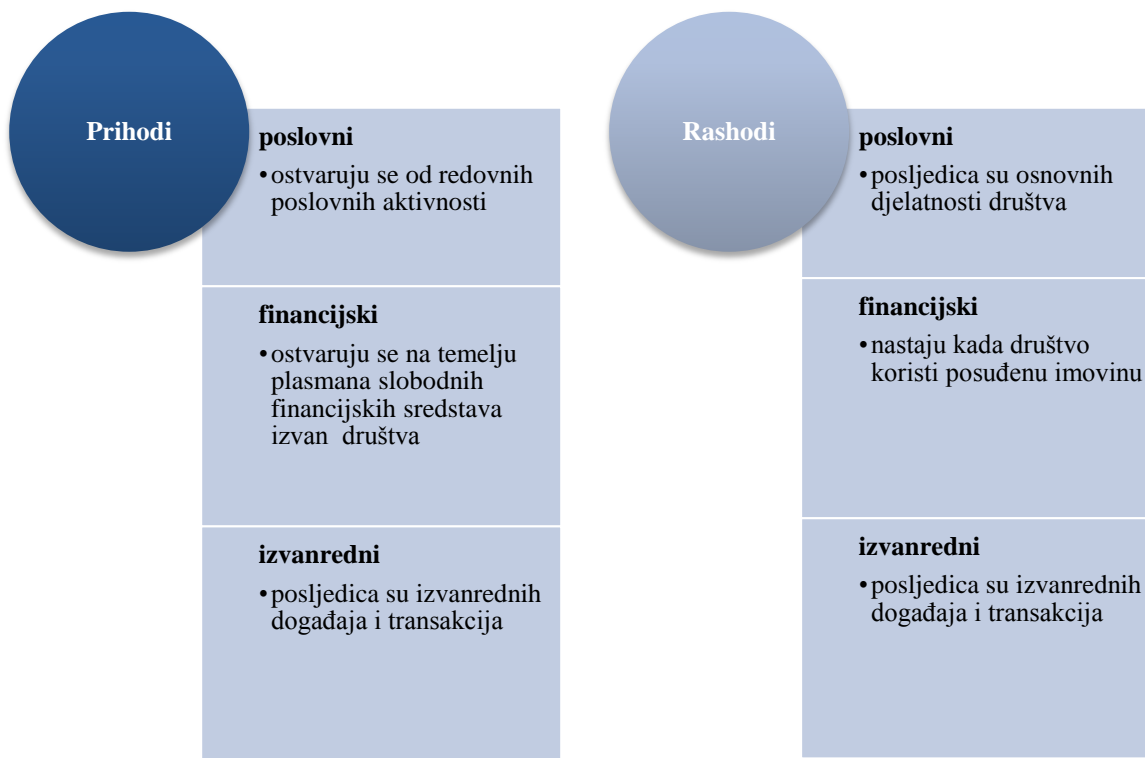 Prihodi
poslovni
•ostvaruju se od redovnih
poslovnih aktivnosti
financijski
•ostvaruju se na temelju
plasmana slobodnih
financijskih sredstava
izvan  društva
izvanredni
•posljedica su izvanrednih
događaja i transakcija
Rashodi
poslovni
•posljedica su osnovnih
djelatnosti društva
financijski
•nastaju kada društvo
koristi posuđenu imovinu
izvanredni
•posljedica su izvanrednih
događaja i transakcija